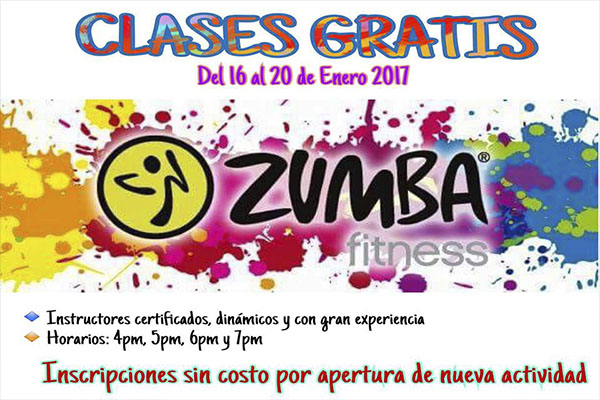 CLASES GRATIS
Del 16 al 20 de Enero 2017
ZUMBA®
fitness
Instructores certificados, dinámicos y con gran experiencia
Horarios: 4pm, 5pm, 6pm y 7pm
Inscripciones sin costo por apertura de nueva actividad